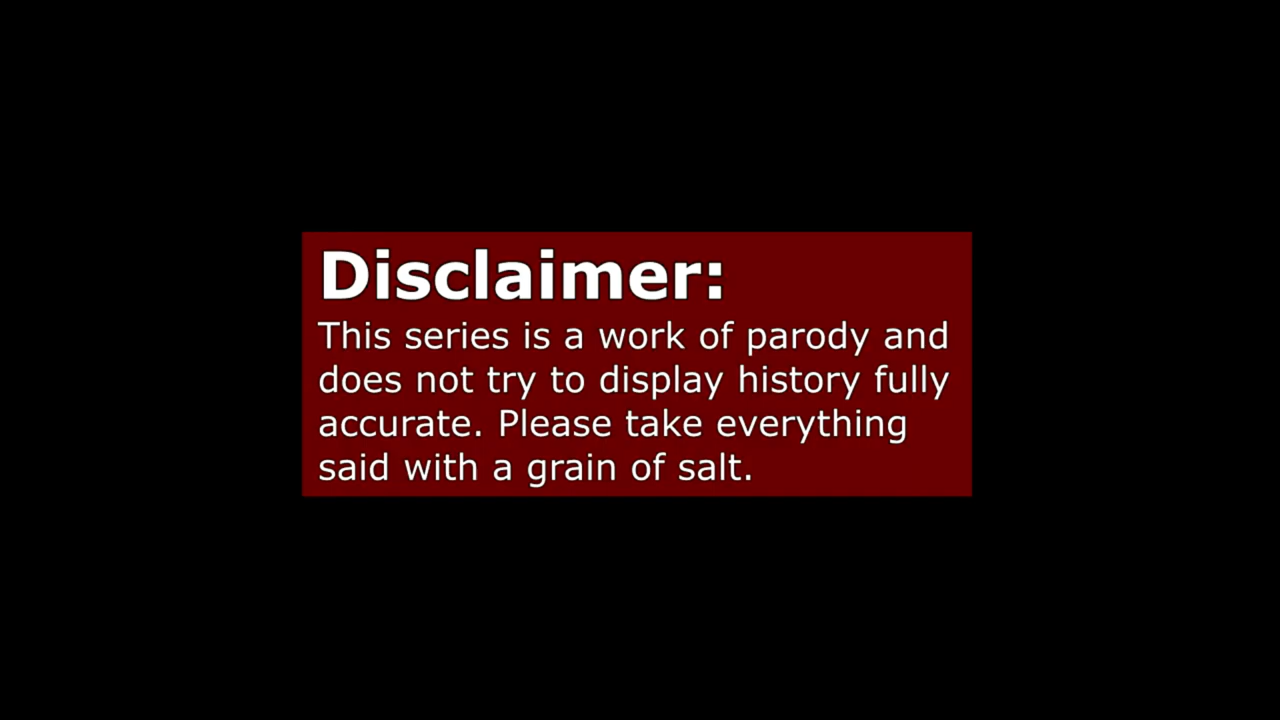 Disclaimer:
This series is a work of parody and
does not try to display history fully
accurate. Please take everything
said with a grain of salt.